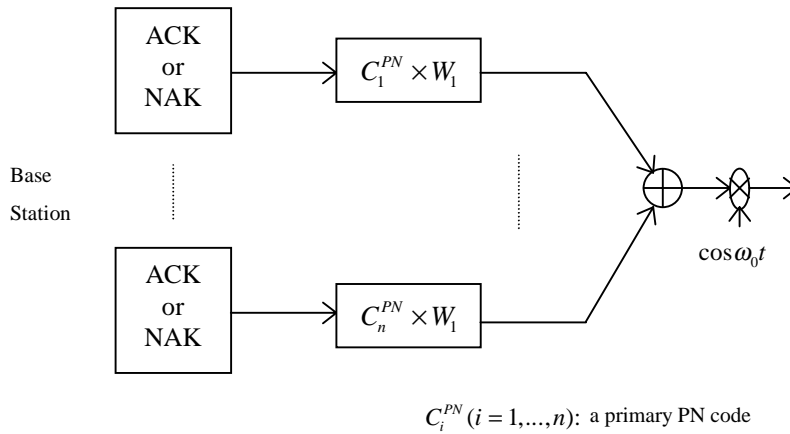 ACK
or
NAK
C_1^{PN} × W_1
Base
Station
cos ω_0 t
ACK
or
NAK
C_n^{PN} × W_1
C_i^{PN} (i = 1,...,n): a primary PN code